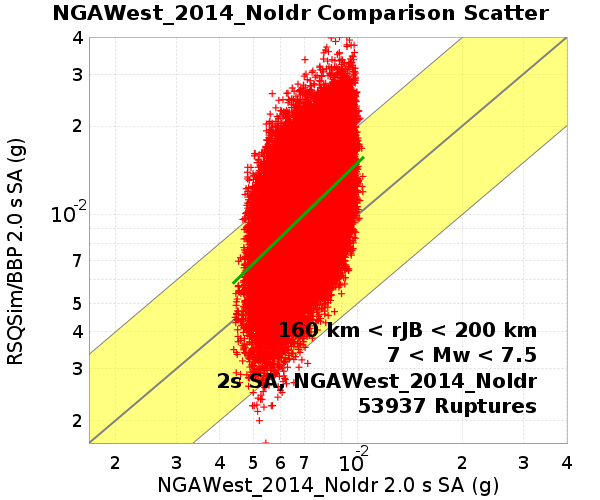 NGAWest_2014_NoIdr Comparison Scatter
RSQSim/BBP 2.0 s SA (g)
4
3
2
10-2
7
5
4
3
2
160 km < rJB < 200 km
7 < Mw < 7.5
2s SA, NGAWest_2014_NoIdr
53937 Ruptures
2 3 4 5 6 7 10-2 2 3 4
NGAWest_2014_NoIdr 2.0 s SA (g)